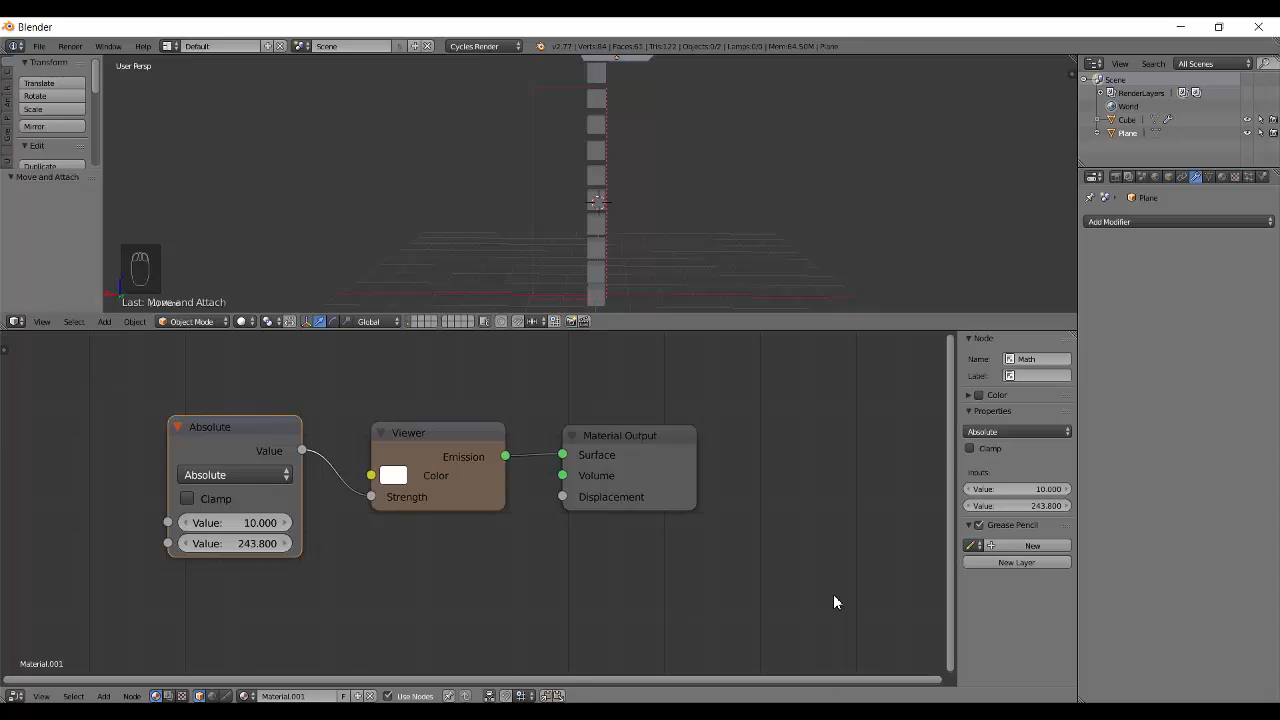 Blender
File Render Window Help Default Scene Cycles Render v2.77 | Verts:84 | Faces:61 | Tris:122 | Objects:0/2 | Lamps:0/0 | Mem:64.50M | Plane
Transform
Translate
Rotate
Scale
Mirror
Edit
Duplicate
Move and Attach
User Persp
Last: Move and Attach
View Select Add Object Object Mode Global
View Search All Scenes
Scene
RenderLayers
World
Cube
Plane
Plane
Add Modifier
Absolute
Value
Absolute
Clamp
Value: 10.000
Value: 243.800
Viewer
Emission
Color
Strength
Material Output
Surface
Volume
Displacement
Material.001
Node
Name: Math
Label:
Color
Properties
Absolute
Clamp
Inputs:
Value: 10.000
Value: 243.800
Grease Pencil
New
New Layer
View Select Add Node Material.001 F Use Nodes